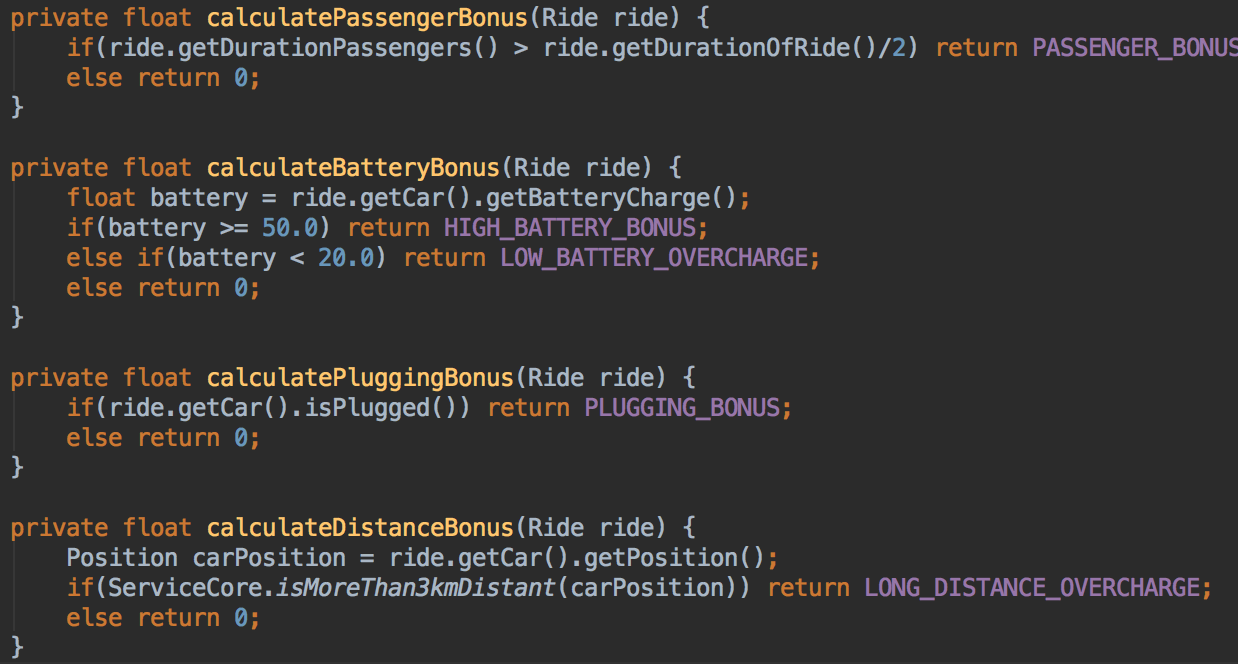 private float calculatePassengerBonus(Ride ride) {
    if(ride.getDurationPassengers() > ride.getDurationOfRide()/2) return PASSENGER_BONUS
    else return 0;
}

private float calculateBatteryBonus(Ride ride) {
    float battery = ride.getCar().getBatteryCharge();
    if(battery >= 50.0) return HIGH_BATTERY_BONUS;
    else if(battery < 20.0) return LOW_BATTERY_OVERCHARGE;
    else return 0;
}

private float calculatePluggingBonus(Ride ride) {
    if(ride.getCar().isPlugged()) return PLUGGING_BONUS;
    else return 0;
}

private float calculateDistanceBonus(Ride ride) {
    Position carPosition = ride.getCar().getPosition();
    if(ServiceCore.isMoreThan3kmDistant(carPosition)) return LONG_DISTANCE_OVERCHARGE;
    else return 0;
}